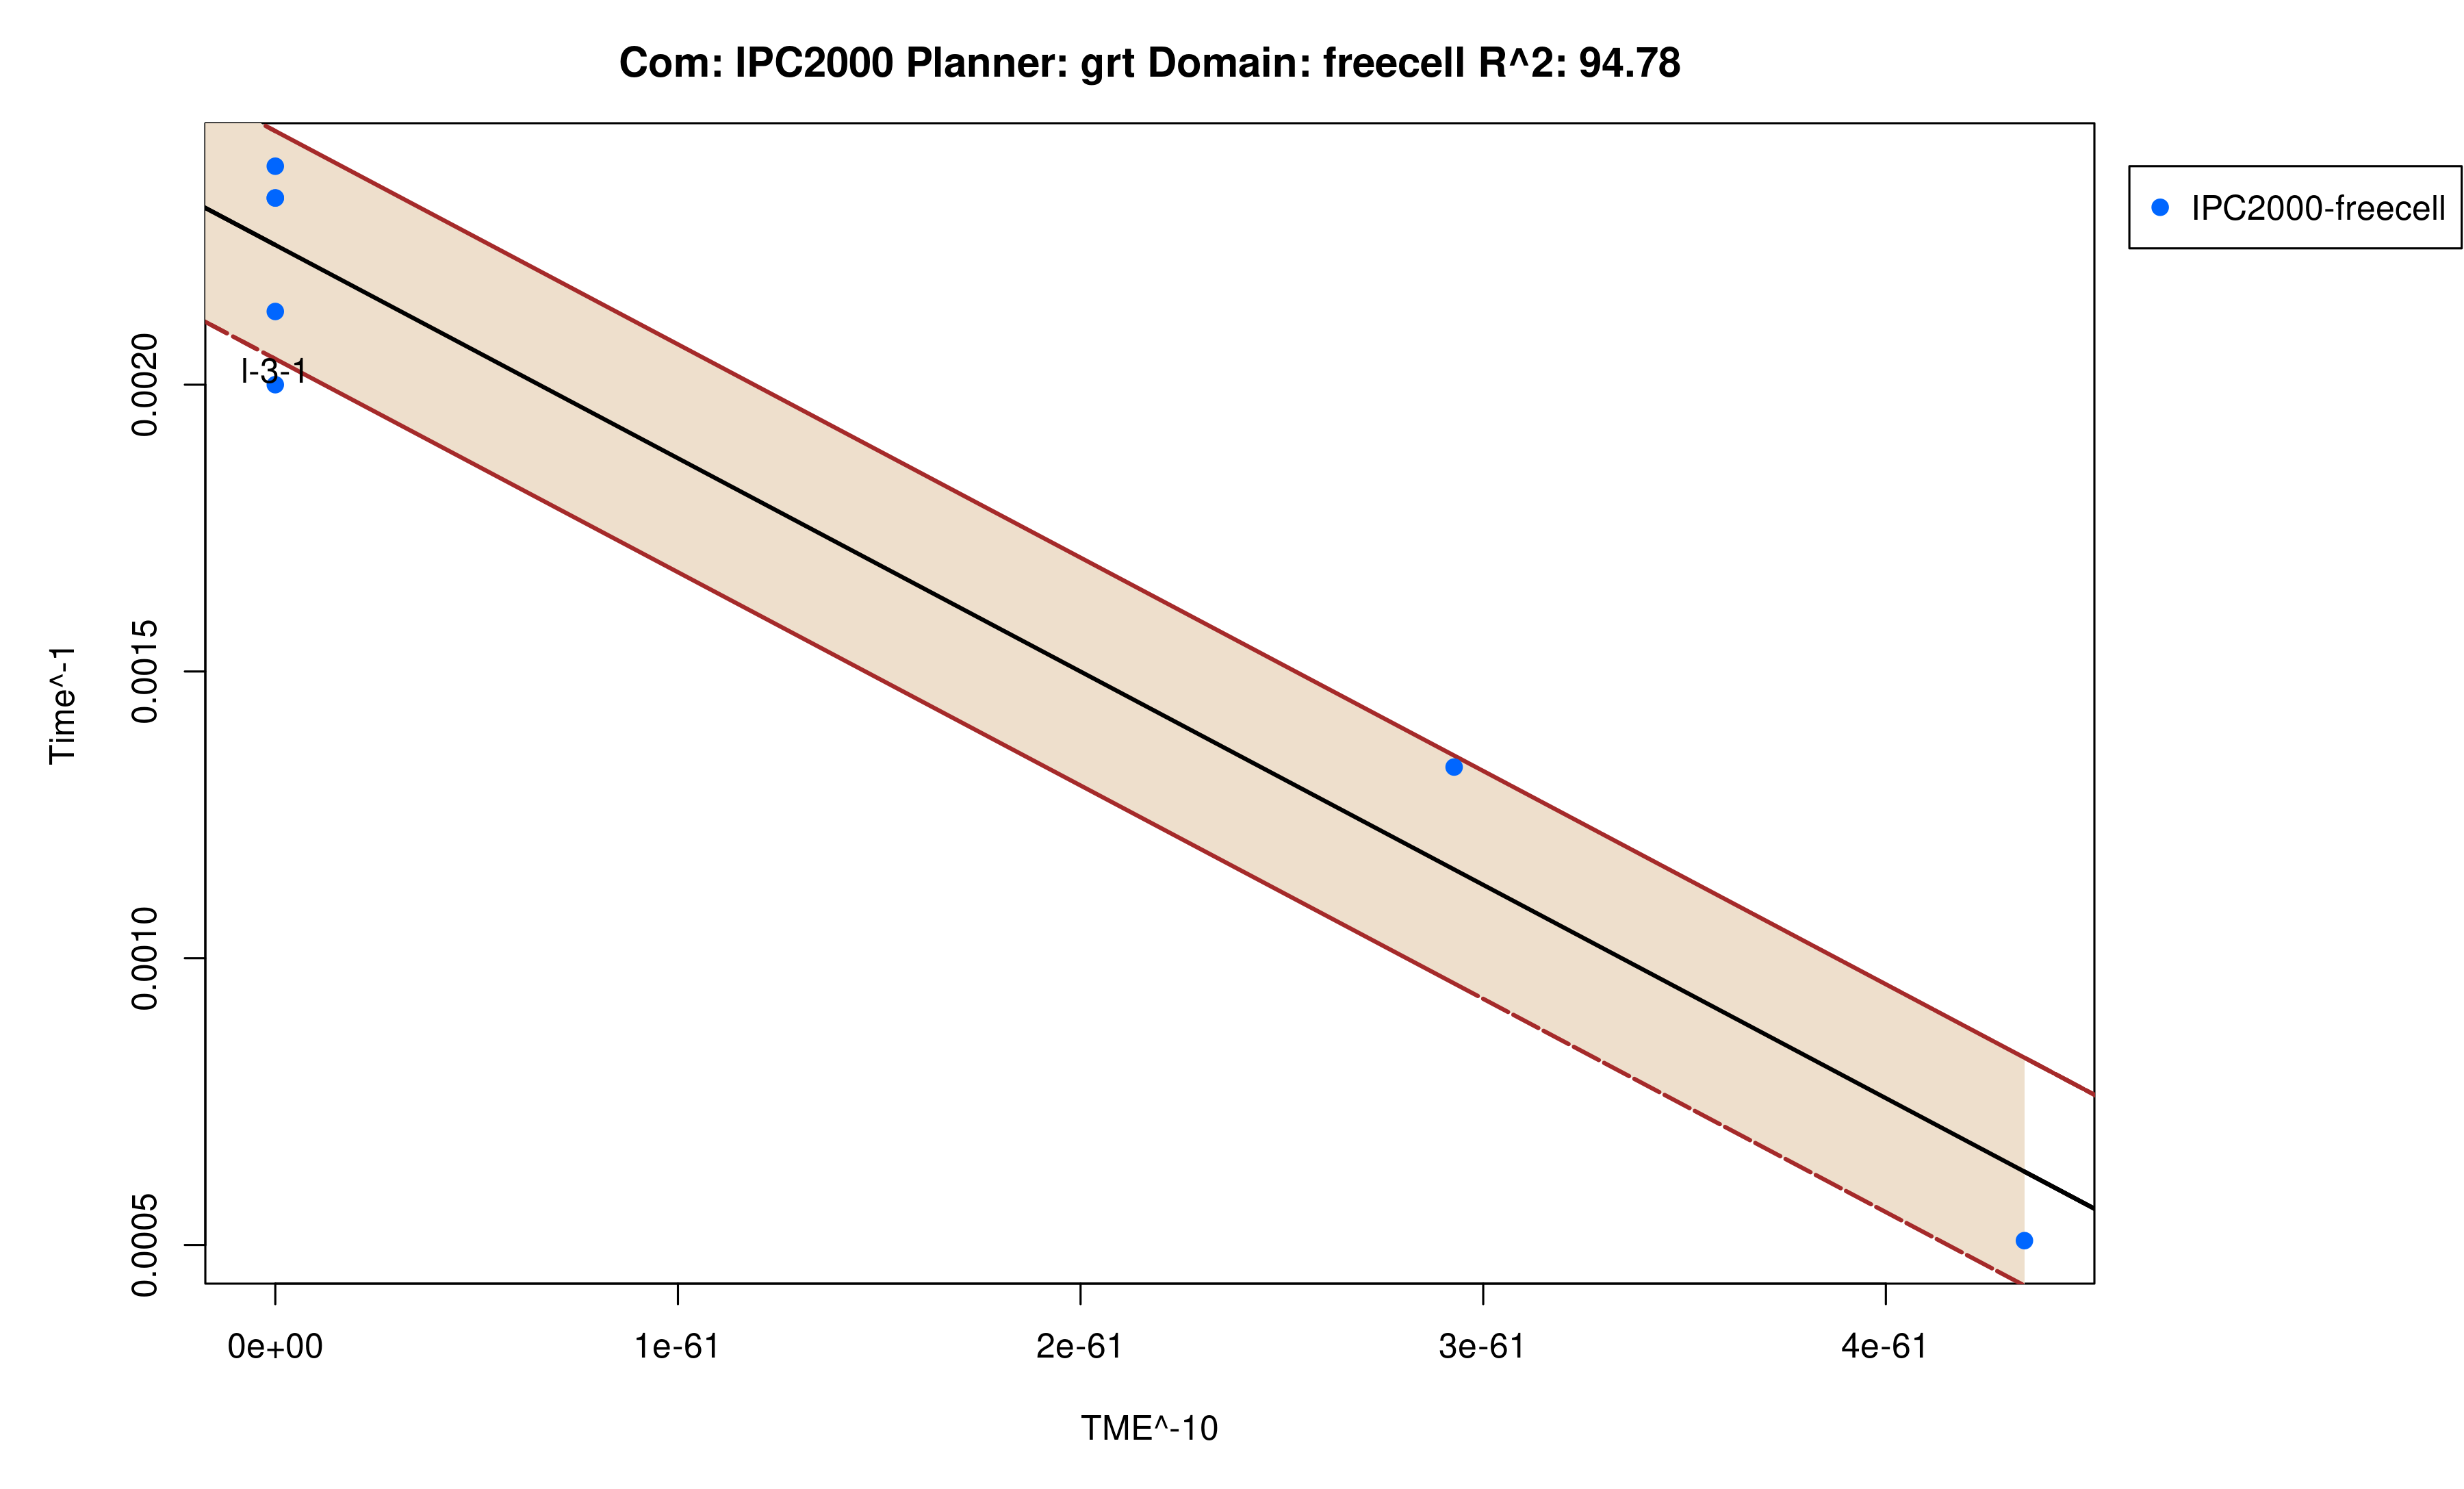 Com: IPC2000 Planner: grt Domain: freecell R^2: 94.78
IPC2000-freecell
l-3-1
Time^-1
0.0020
0.0015
0.0010
0.0005
0e+00
1e-61
2e-61
3e-61
4e-61
TME^-10